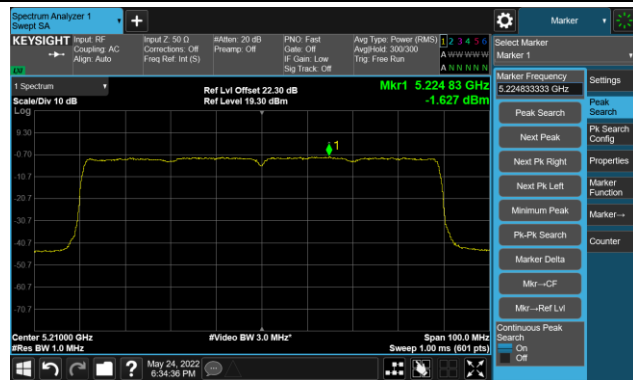 Spectrum Analyzer 1
Swept SA
+
Marker
KEYSIGHT
Input: RF
Coupling: AC
Align: Auto
Input Z: 50 Ω
Corrections: Off
Freq Ref: Int (S)
#Atten: 20 dB
Preamp: Off
PNO: Fast
Gate: Off
IF Gain: Low
Sig Track: Off
Avg Type: Power (RMS)
Avg|Hold: 300/300
Trig: Free Run
1 2 3 4 5 6
A W W W W W
A N N N N N
LXI
Select Marker
Marker 1
1 Spectrum
Scale/Div 10 dB
Log
Ref Lvl Offset 22.30 dB
Ref Level 19.30 dBm
Mkr1 5.224 83 GHz
-1.627 dBm
9.30
-0.70
-10.7
-20.7
-30.7
-40.7
-50.7
-60.7
-70.7
1
Center 5.21000 GHz
#Res BW 1.0 MHz
#Video BW 3.0 MHz*
Span 100.0 MHz
Sweep 1.00 ms (601 pts)
Marker Frequency
5.224833333 GHz
Peak Search
Next Peak
Next Pk Right
Next Pk Left
Minimum Peak
Pk-Pk Search
Marker Delta
Mkr→CF
Mkr→Ref Lvl
Continuous Peak
Search
On
Off
Settings
Peak
Search
Pk Search
Config
Properties
Marker
Function
Marker→
Counter
?
May 24, 2022
6:34:36 PM